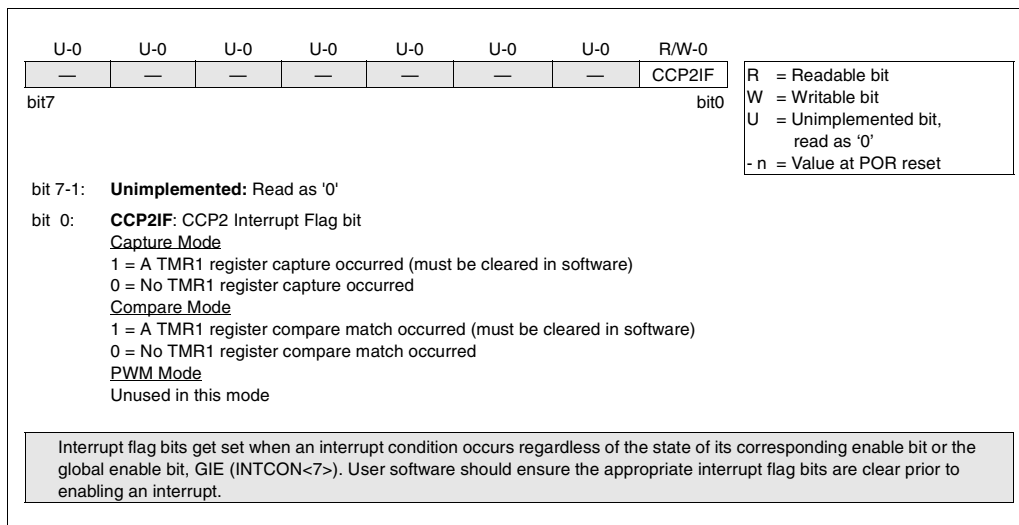 U-0 U-0 U-0 U-0 U-0 U-0 U-0 R/W-0
— — — — — — — CCP2IF
bit7 bit0
R = Readable bit
W = Writable bit
U = Unimplemented bit,
read as ‘0’
- n = Value at POR reset
bit 7-1: Unimplemented: Read as '0'
bit 0: CCP2IF: CCP2 Interrupt Flag bit
Capture Mode
1 = A TMR1 register capture occurred (must be cleared in software)
0 = No TMR1 register capture occurred
Compare Mode
1 = A TMR1 register compare match occurred (must be cleared in software)
0 = No TMR1 register compare match occurred
PWM Mode
Unused in this mode
Interrupt flag bits get set when an interrupt condition occurs regardless of the state of its corresponding enable bit or the
global enable bit, GIE (INTCON<7>). User software should ensure the appropriate interrupt flag bits are clear prior to
enabling an interrupt.